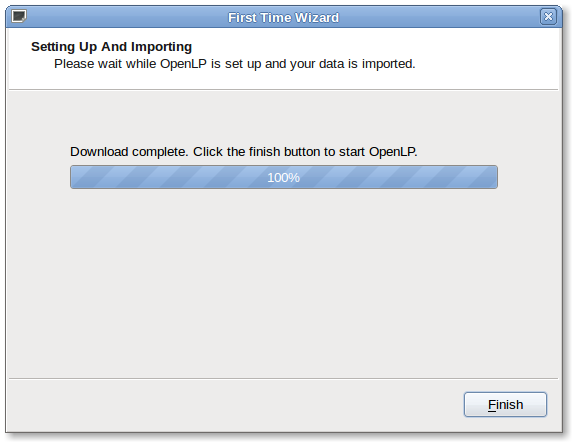 First Time Wizard
Setting Up And Importing
Please wait while OpenLP is set up and your data is imported.
Download complete. Click the finish button to start OpenLP.
100%
Finish